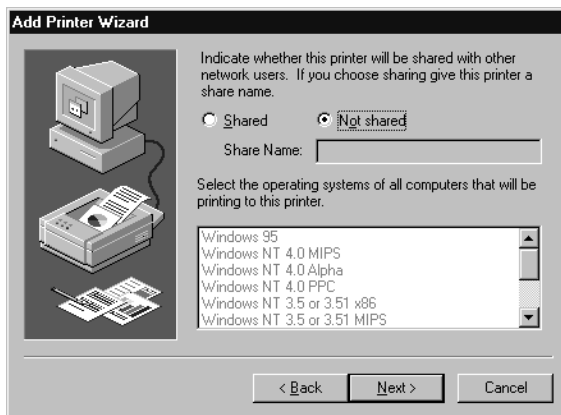 Add Printer Wizard
Indicate whether this printer will be shared with other
network users. If you choose sharing give this printer a
share name.
Shared Not shared
Share Name:
Select the operating systems of all computers that will be
printing to this printer.
Windows 95
Windows NT 4.0 MIPS
Windows NT 4.0 Alpha
Windows NT 4.0 PPC
Windows NT 3.5 or 3.51 x86
Windows NT 3.5 or 3.51 MIPS
< Back Next > Cancel